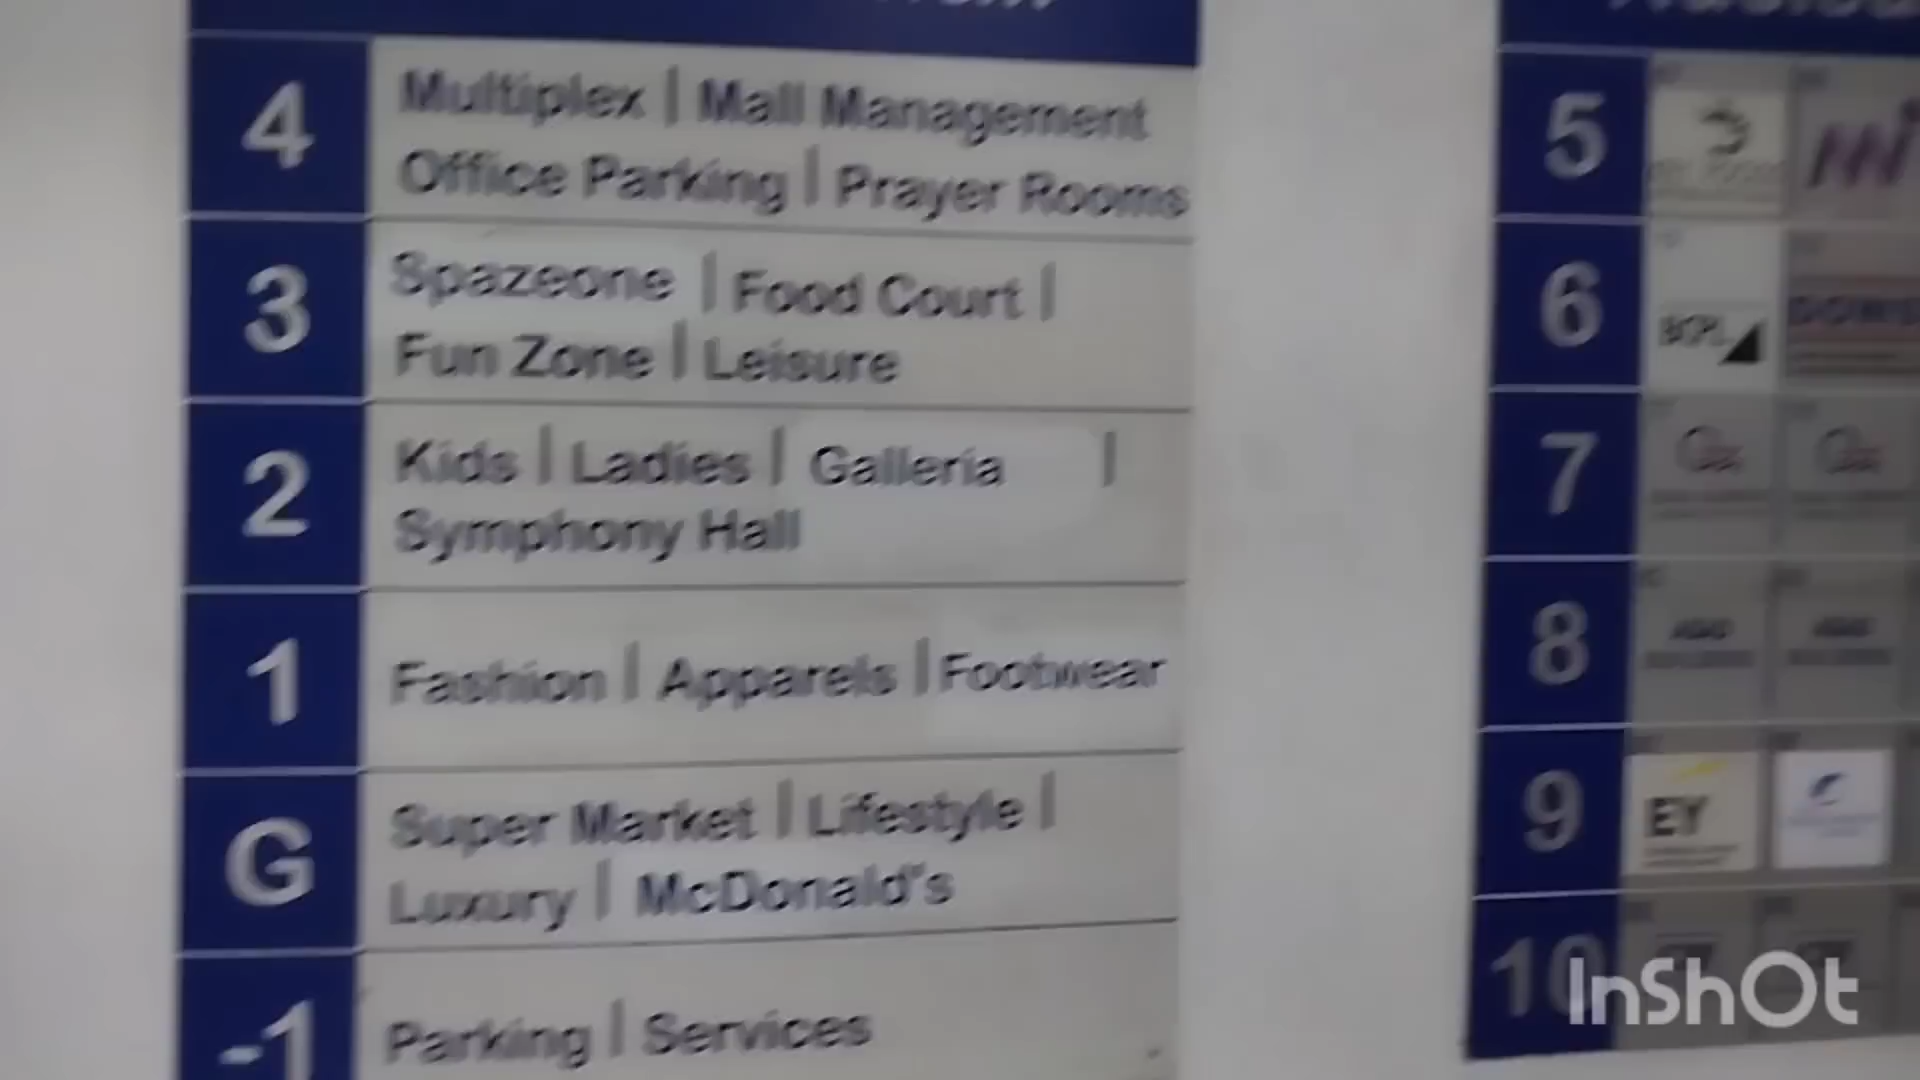 4
Multiplex | Mall Management
Office Parking | Prayer Rooms
3
Spazeone | Food Court |
Fun Zone | Leisure
2
Kids | Ladies | Galleria |
Symphony Hall
1
Fashion | Apparels | Footwear
G
Super Market | Lifestyle |
Luxury | McDonald's
-1
Parking | Services
5
6
BCPL
7
8
9
EY
10
InShOt